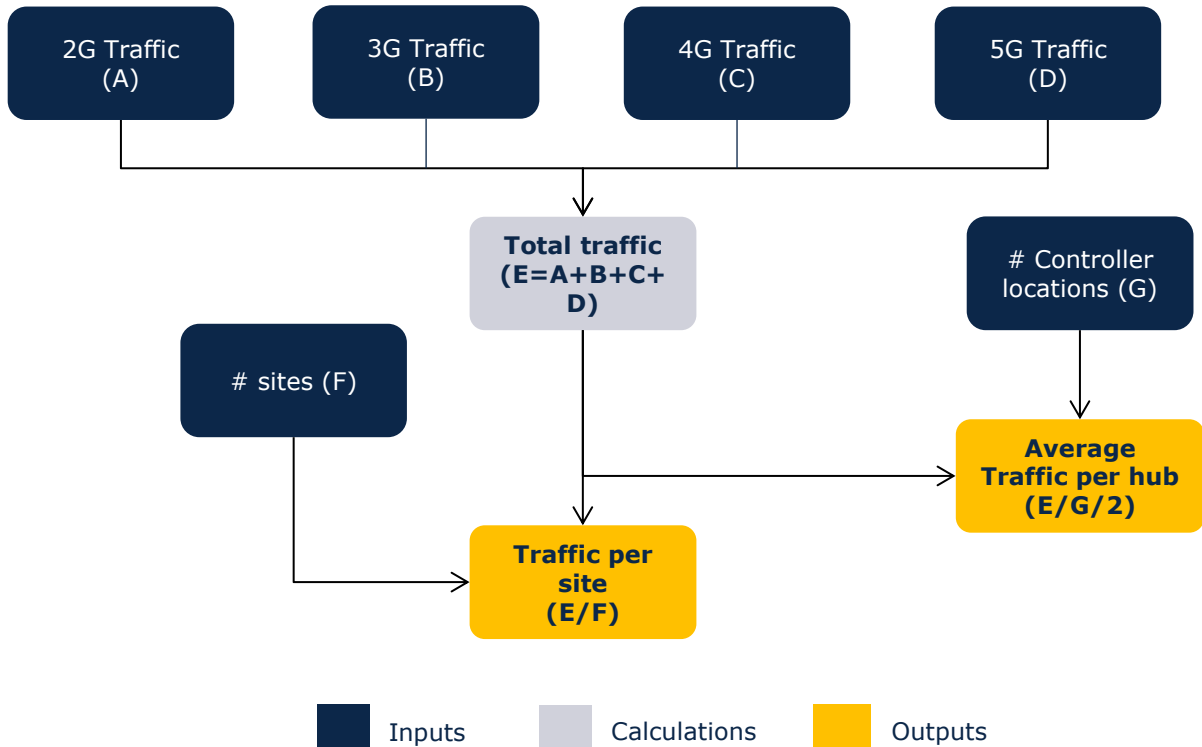 2G Traffic
(A)
3G Traffic
(B)
4G Traffic
(C)
5G Traffic
(D)
Total traffic
(E=A+B+C+
D)
# Controller
locations (G)
# sites (F)
Average
Traffic per hub
(E/G/2)
Traffic per
site
(E/F)
Inputs
Calculations
Outputs